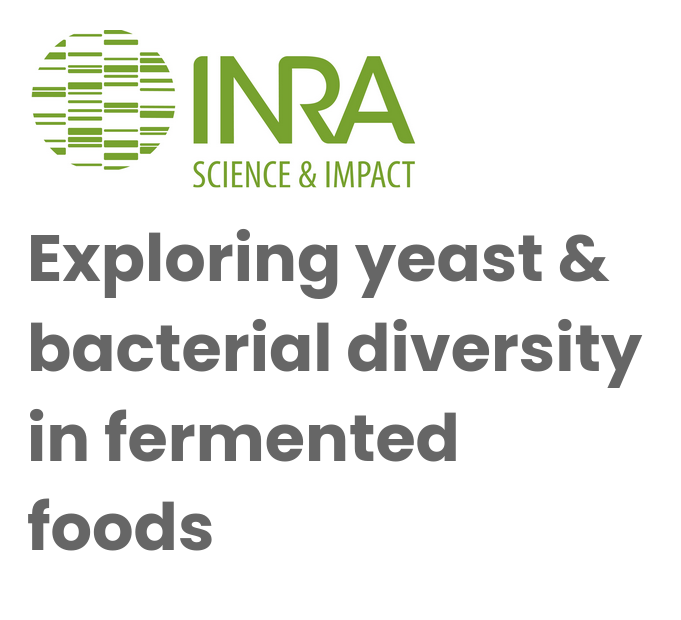 INRA
SCIENCE & IMPACT
Exploring yeast &
bacterial diversity
in fermented
foods